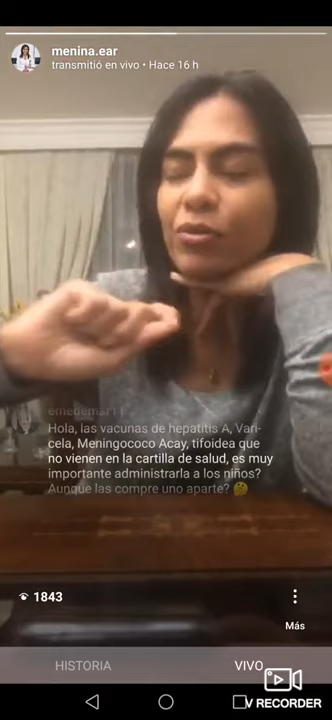 menina.ear
transmitió en vivo • Hace 16 h
Hola, las vacunas de hepatitis A, Vari-
cela, Meningococo Acay, tifoidea que
no vienen en la cartilla de salud, es muy
importante administrarla a los niños?
Aunque las compre uno aparte? 🤔
1843
Más
HISTORIA
VIVO
V RECORDER